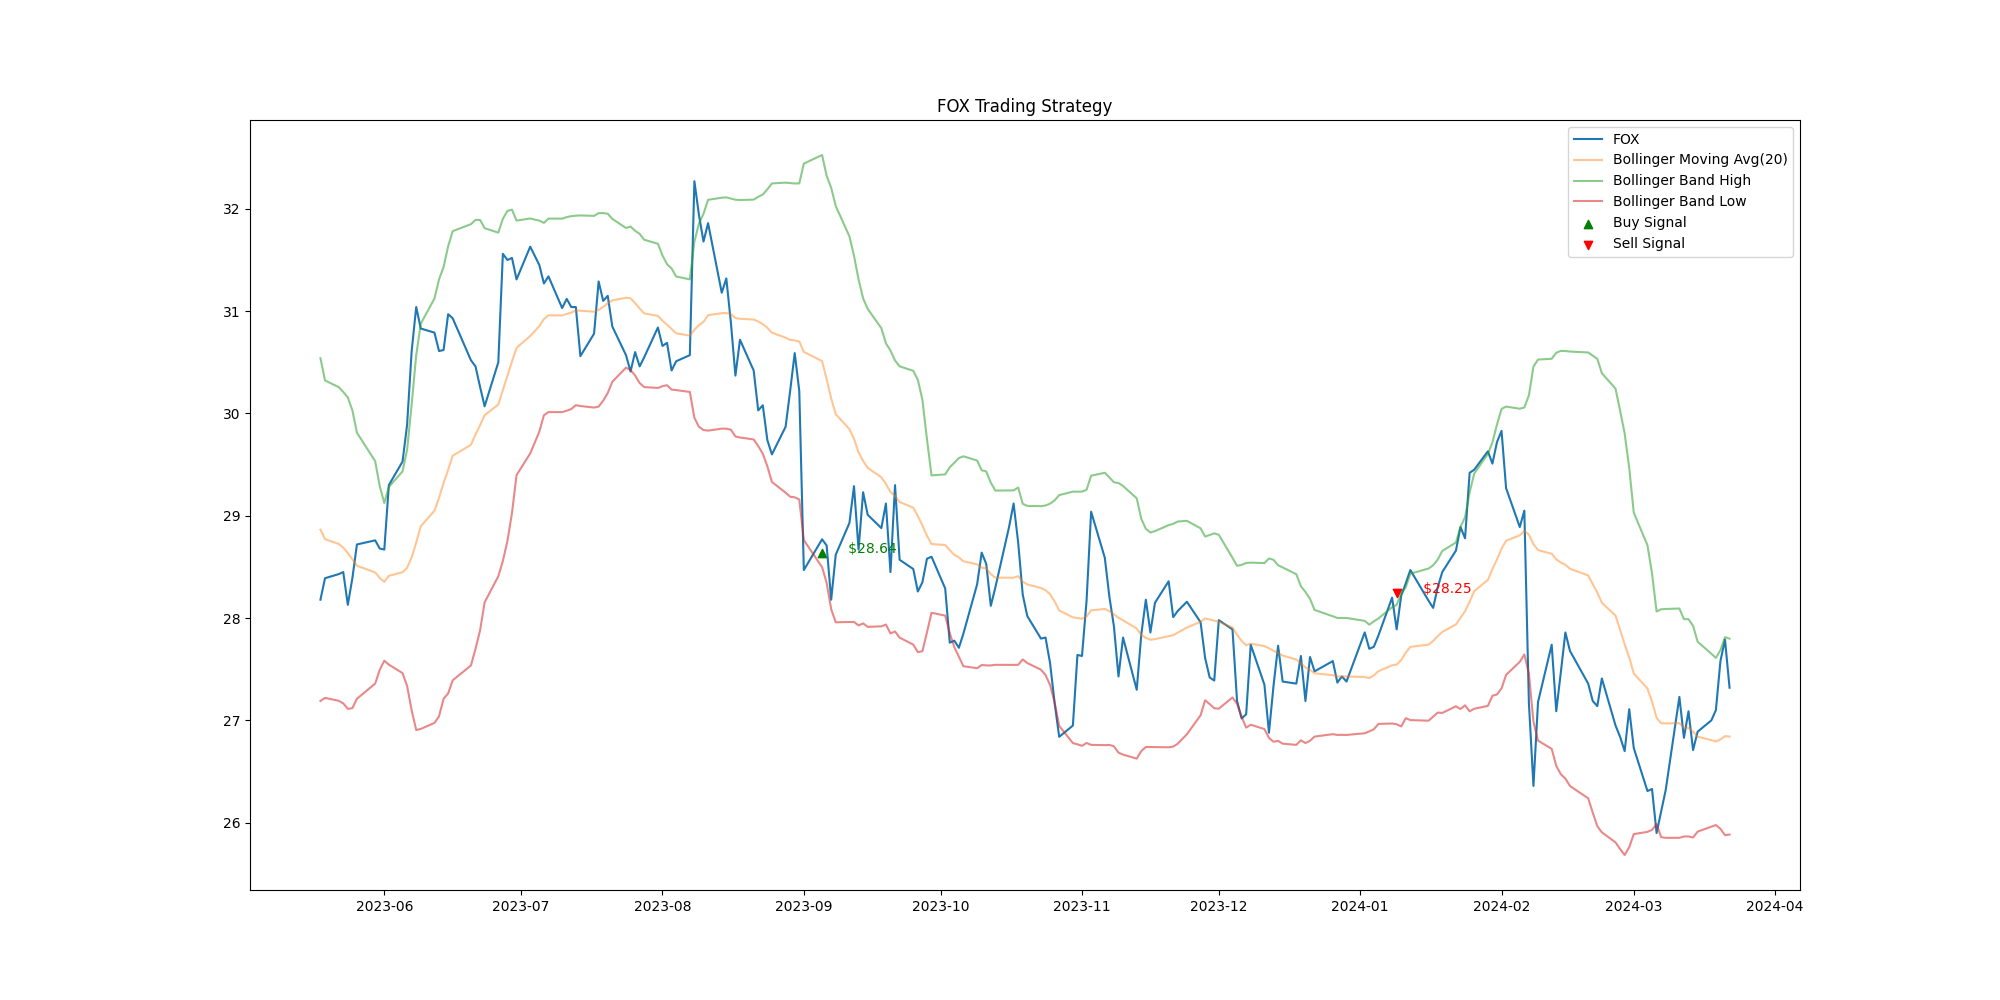 FOX Trading Strategy
FOX
Bollinger Moving Avg(20)
Bollinger Band High
Bollinger Band Low
Buy Signal
Sell Signal
32
31
30
29
28
27
26
$28.64
$28.25
2023-06 2023-07 2023-08 2023-09 2023-10 2023-11 2023-12 2024-01 2024-02 2024-03 2024-04